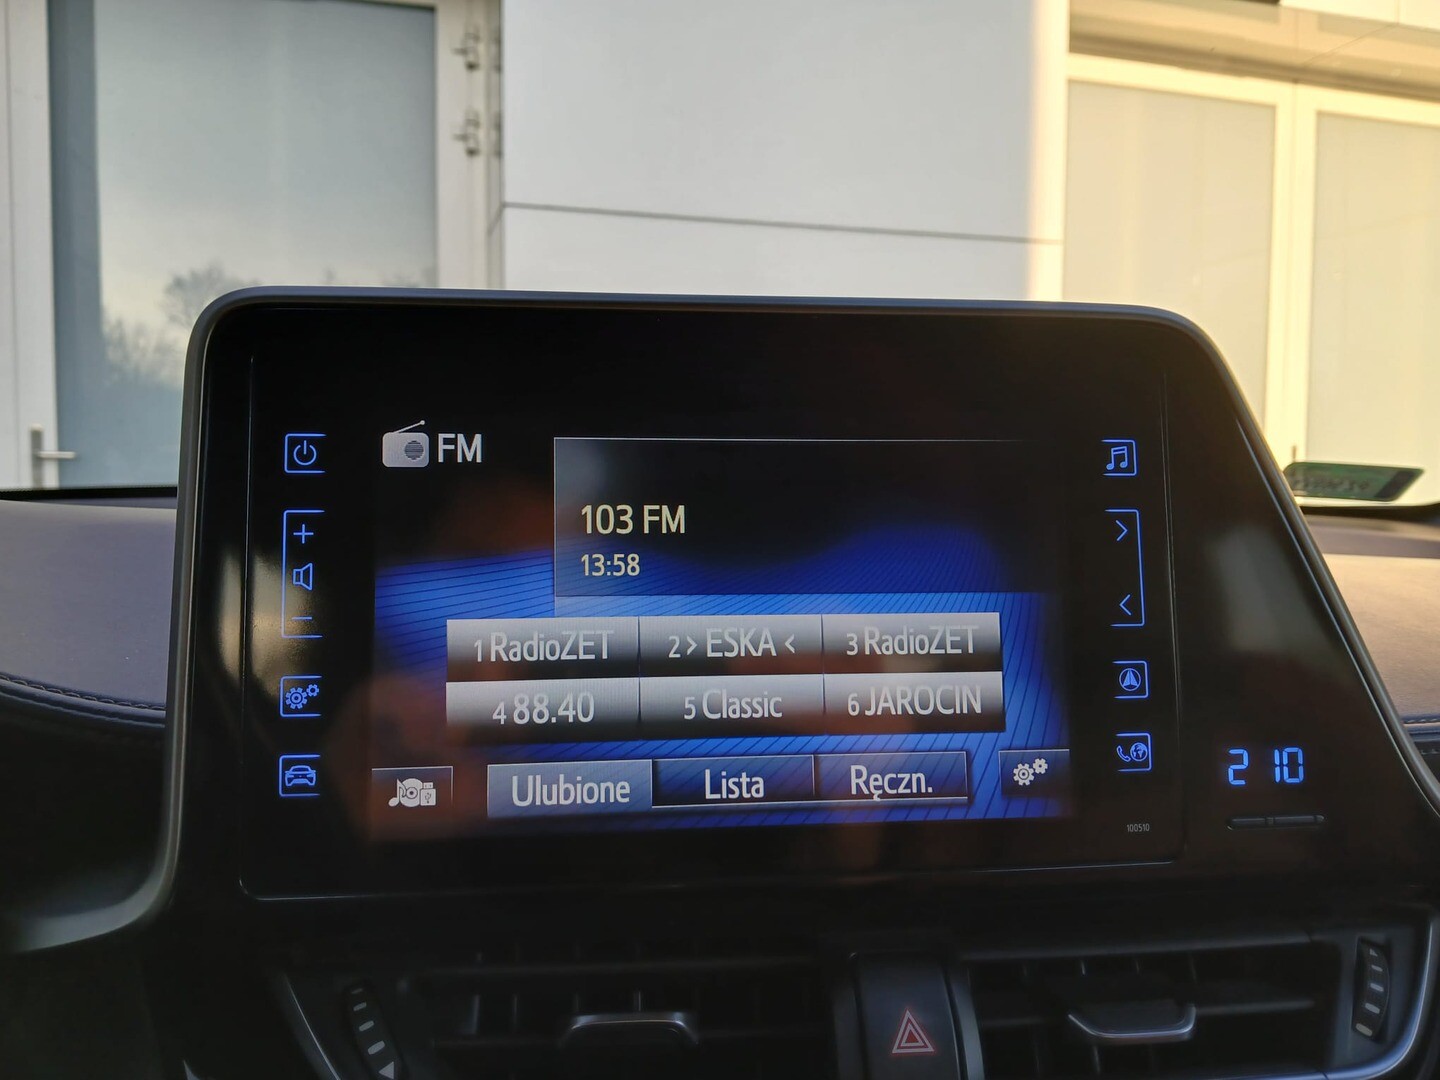 FM
103 FM
13:58
1 RadioZET
2 > ESKA <
3 RadioZET
4 88.40
5 Classic
6 JAROCIN
Ulubione
Lista
Ręczn.
2 10
100510